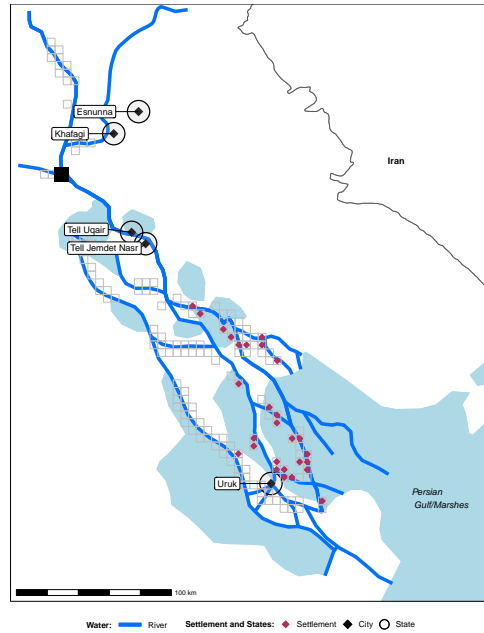 Esnunna
Khafagi
Iran
Tell Uqair
Tell Jemdet Nasr
Uruk
Persian
Gulf/Marshes
100 km
Water: River Settlement and States: Settlement City State